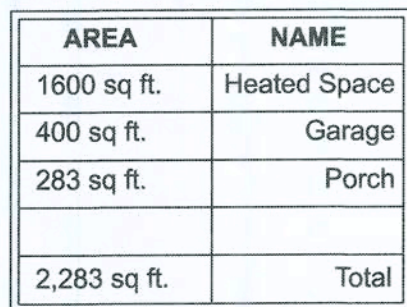 AREA NAME
1600 sq ft. Heated Space
400 sq ft. Garage
283 sq ft. Porch
2,283 sq ft. Total